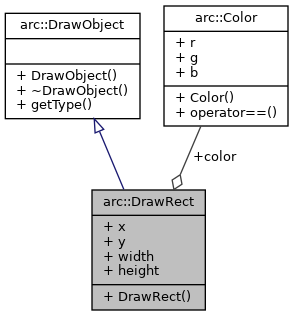 arc::DrawObject
+ DrawObject()
+ ~DrawObject()
+ getType()
arc::Color
+ r
+ g
+ b
+ Color()
+ operator==()
+color
arc::DrawRect
+ x
+ y
+ width
+ height
+ DrawRect()